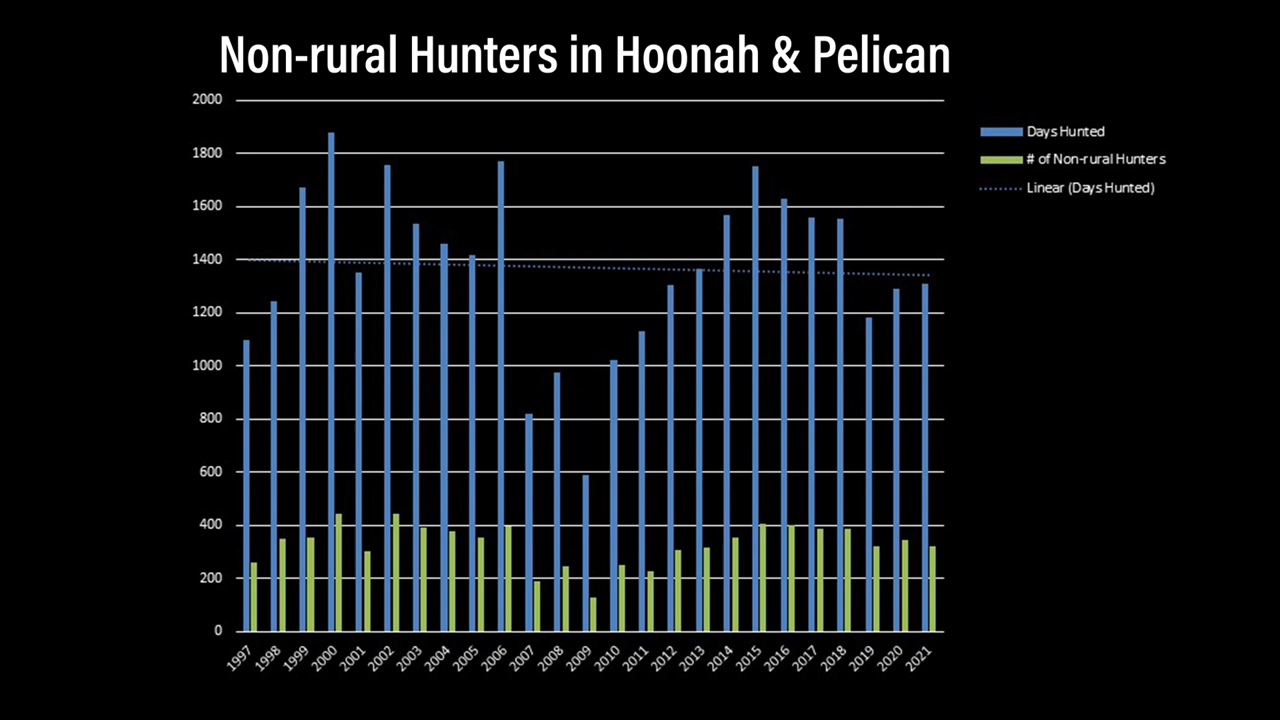 Non-rural Hunters in Hoonah & Pelican
2000
1800
1600
1400
1200
1000
800
600
400
200
0
1997 1998 1999 2000 2001 2002 2003 2004 2005 2006 2007 2008 2009 2010 2011 2012 2013 2014 2015 2016 2017 2018 2019 2020 2021
Days Hunted
# of Non-rural Hunters
Linear (Days Hunted)